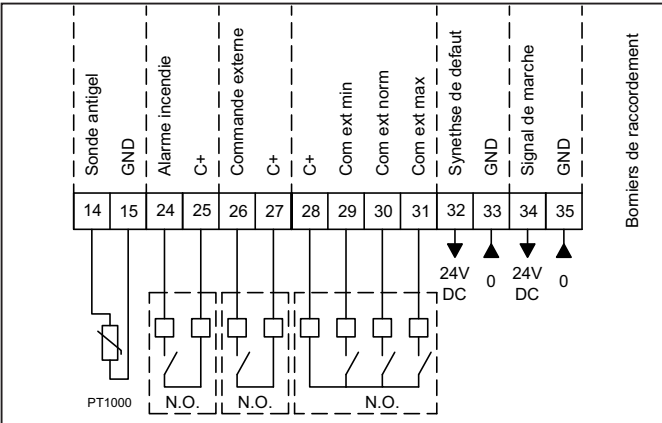 Sonde antigel
GND
Alarme incendie
C+
Commande externe
C+
C+
Com ext min
Com ext norm
Com ext max
Synethse de defaut
GND
Signal de marche
GND
Borniers de raccordement
14 15 24 25 26 27 28 29 30 31 32 33 34 35
24V
DC
0
24V
DC
0
PT1000
N.O.
N.O.
N.O.